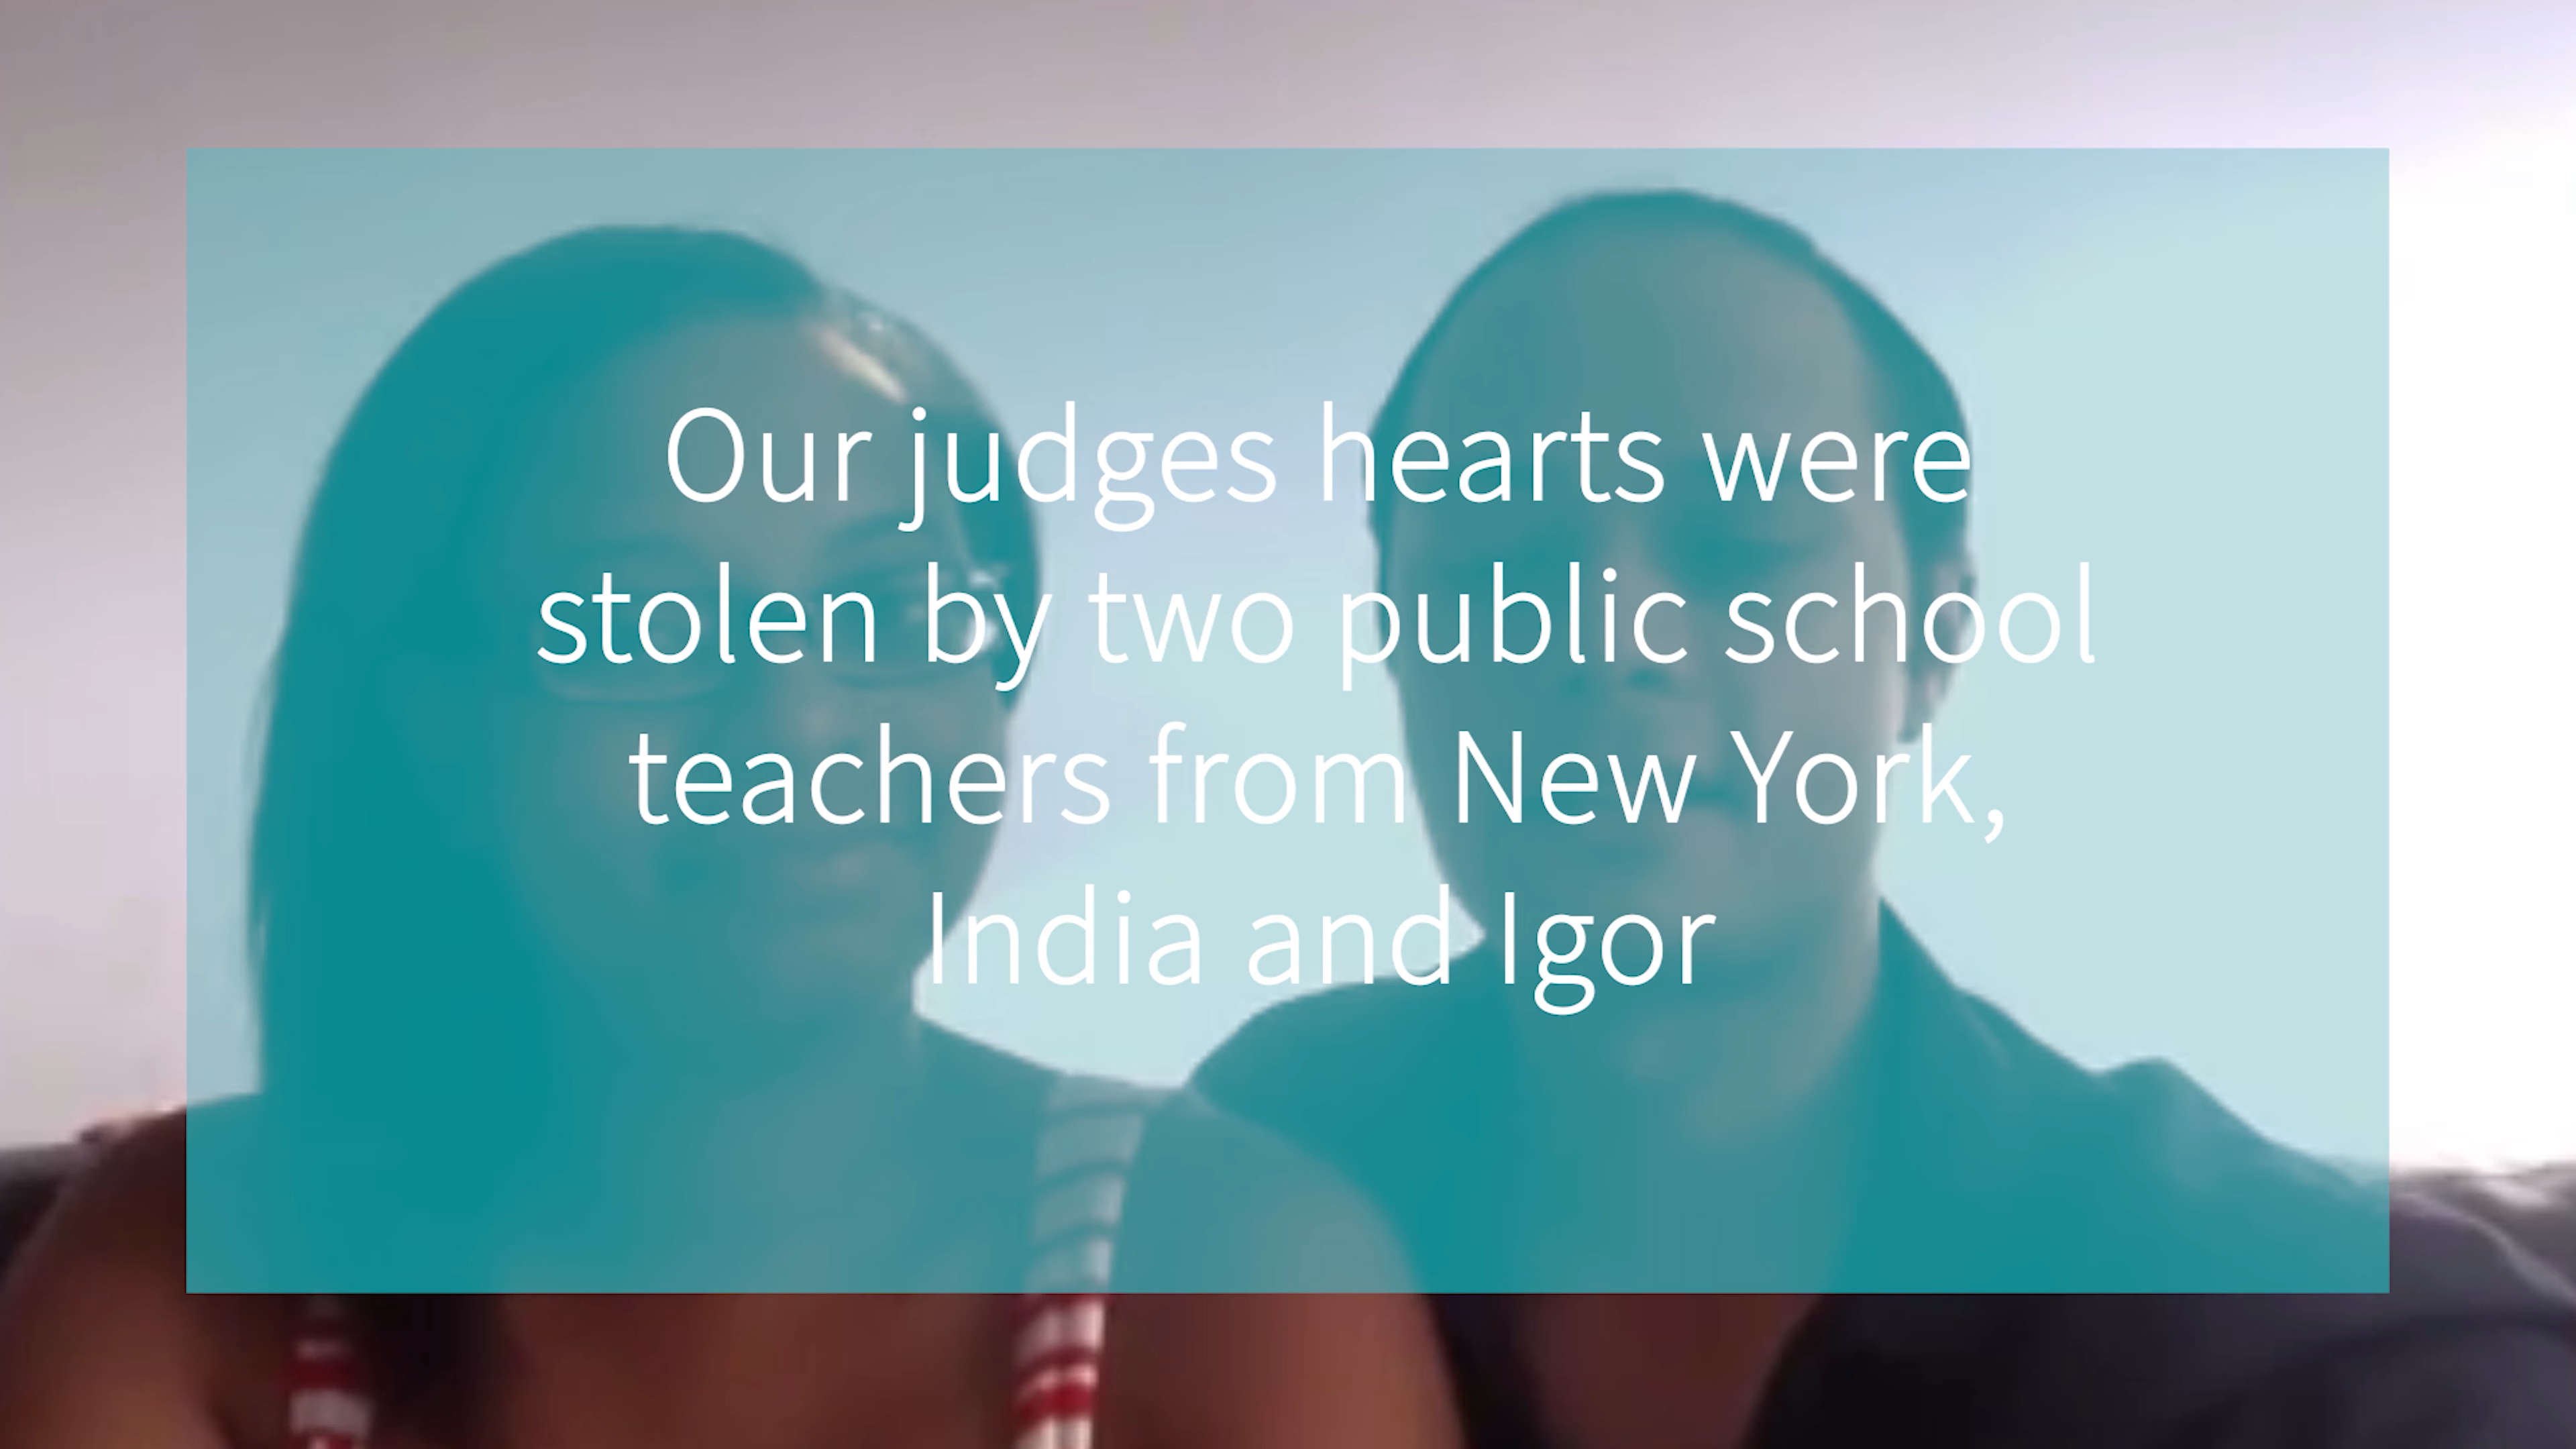 Our judges hearts were
stolen by two public school
teachers from New York,
India and Igor